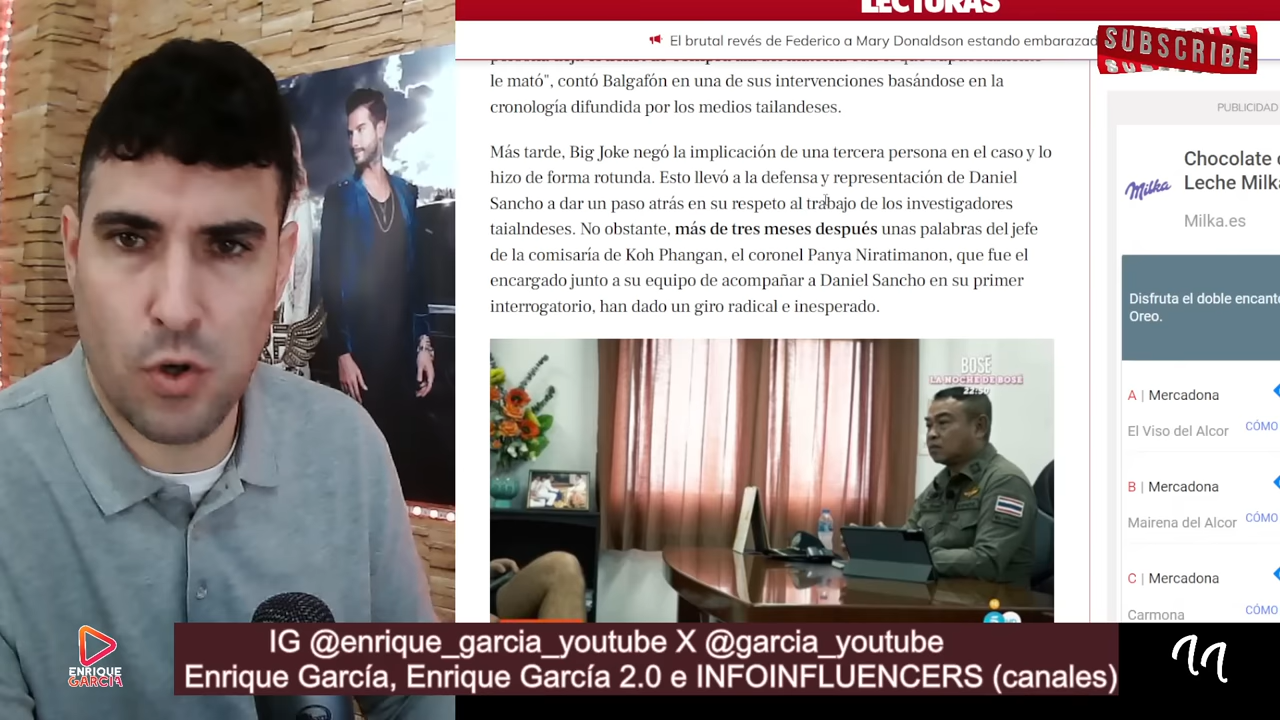 LECTURAS
El brutal revés de Federico a Mary Donaldson estando embarazad
SUBSCRIBE
le mató", contó Balgafón en una de sus intervenciones basándose en la
cronología difundida por los medios tailandeses.
Más tarde, Big Joke negó la implicación de una tercera persona en el caso y lo
hizo de forma rotunda. Esto llevó a la defensa y representación de Daniel
Sancho a dar un paso atrás en su respeto al trabajo de los investigadores
taialndeses. No obstante, más de tres meses después unas palabras del jefe
de la comisaría de Koh Phangan, el coronel Panya Niratimanon, que fue el
encargado junto a su equipo de acompañar a Daniel Sancho en su primer
interrogatorio, han dado un giro radical e inesperado.
BOSÉ
LA NOCHE DE BOSÉ
22:50
PUBLICIDAD
Chocolate
Leche Milka
Milka
Milka.es
Disfruta el doble encanto
Oreo.
A | Mercadona
El Viso del Alcor
CÓMO
B | Mercadona
Mairena del Alcor
CÓMO
C | Mercadona
Carmona
CÓMO
ENRIQUE
GARCÍA
IG @enrique_garcia_youtube X @garcia_youtube
Enrique García, Enrique García 2.0 e INFOINFLUENCERS (canales)